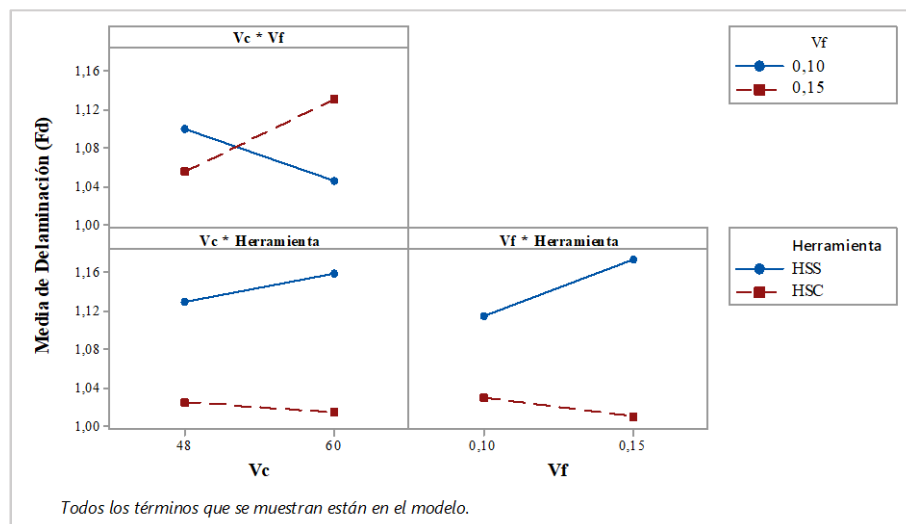 Vc * Vf
Vf
0,10
0,15
1,16
1,12
1,08
1,04
1,00
Media de Delaminación (Fd)
Vc * Herramienta
Vf * Herramienta
Herramienta
HSS
HSC
1,16
1,12
1,08
1,04
1,00
48
60
0,10
0,15
Vc
Vf
Todos los términos que se muestran están en el modelo.